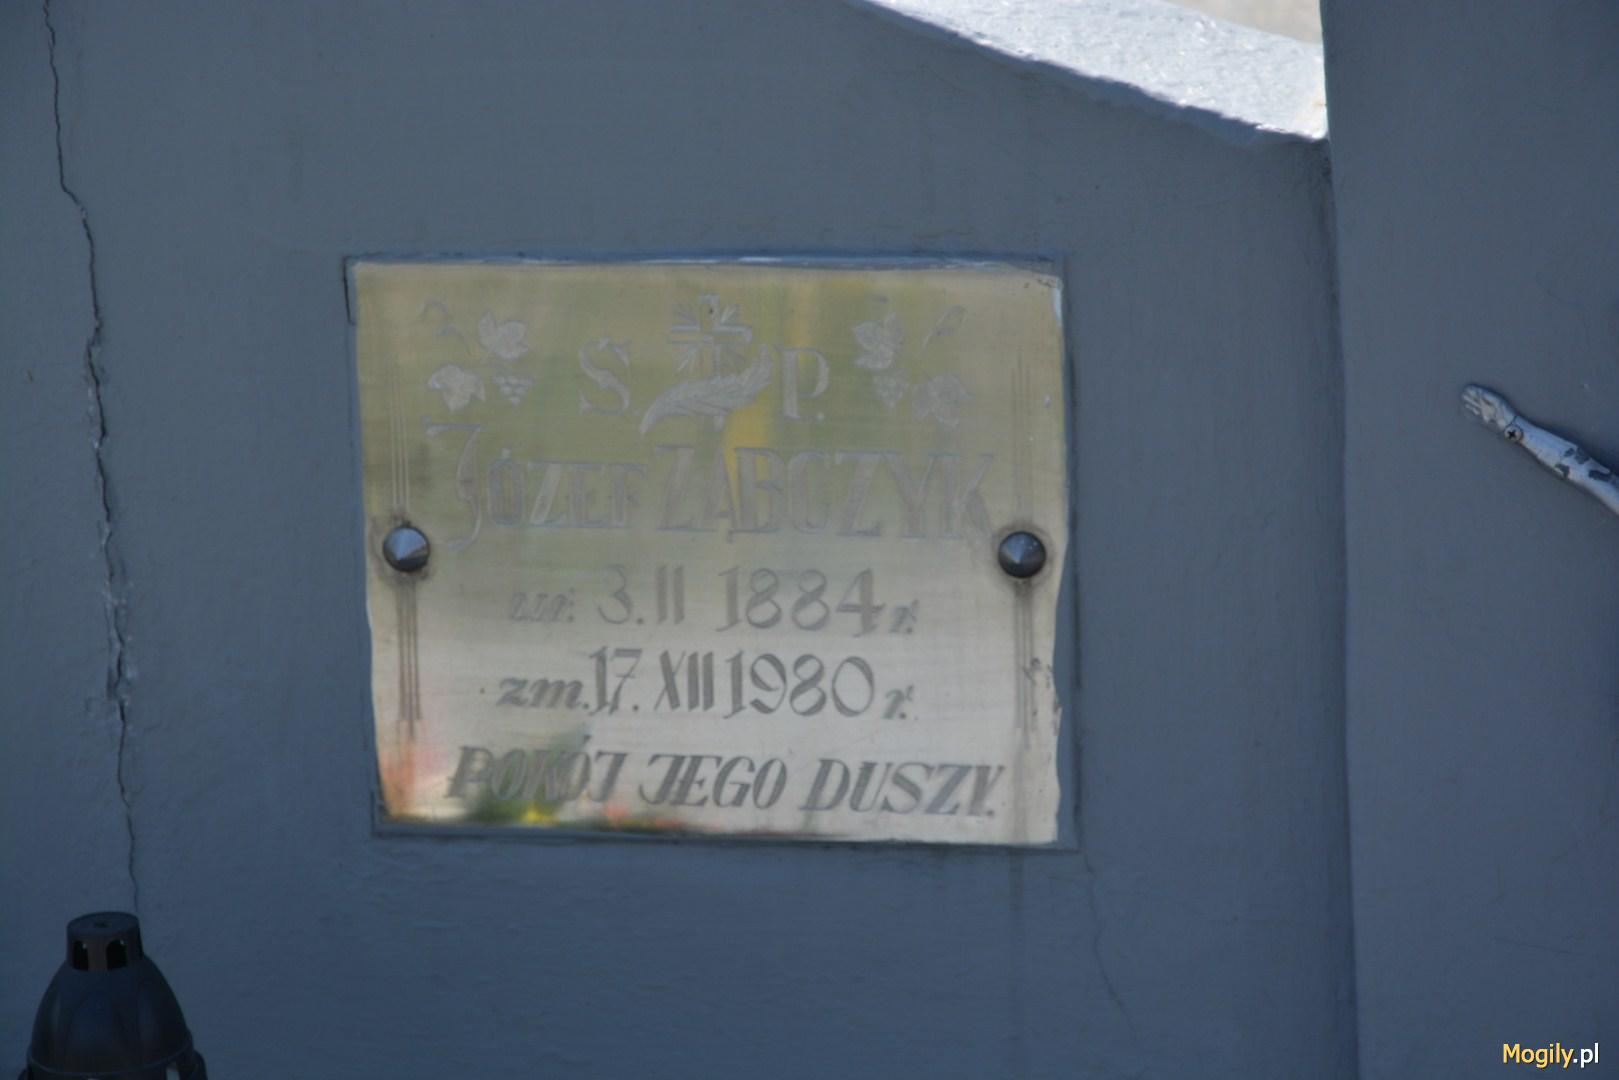 Ś. P.
JÓZEF ZĄBCZYK
ur. 3.II 1884 r.
zm. 17. XII 1980 r.
POKÓJ JEGO DUSZY.
Mogily.pl